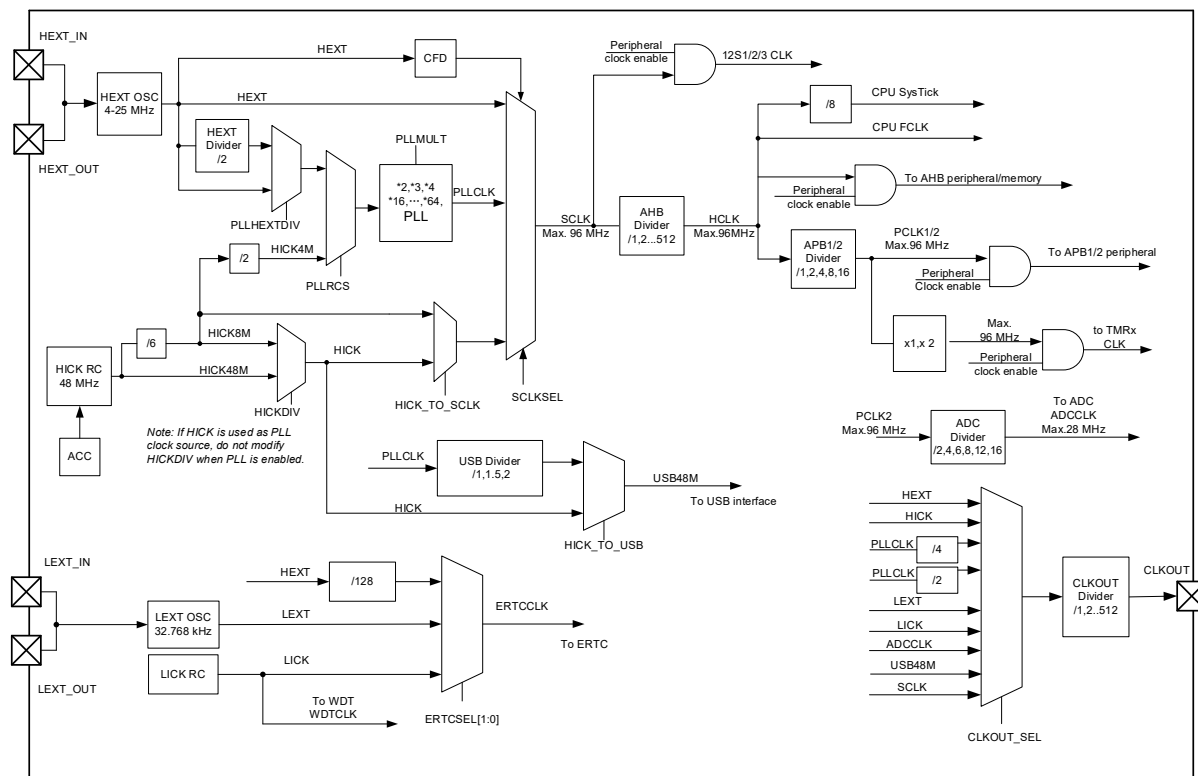 HEXT_IN
HEXT_OUT
HEXT OSC
4-25 MHz
HEXT
CFD
HEXT
HEXT
Divider
/2
PLLHEXTDIV
PLLMULT
*2,*3,*4
*16,···,*64,
PLL
PLLCLK
/2
HICK4M
PLLRCS
HICK RC
48 MHz
ACC
/6
HICK8M
HICK48M
HICKDIV
HICK
HICK_TO_SCLK
SCLKSEL
Note: If HICK is used as PLL
clock source, do not modify
HICKDIV when PLL is enabled.
Peripheral
clock enable
12S1/2/3 CLK
SCLK
Max. 96 MHz
AHB
Divider
/1,2...512
HCLK
Max.96MHz
/8
CPU SysTick
CPU FCLK
Peripheral
clock enable
To AHB peripheral/memory
APB1/2
Divider
/1,2,4,8,16
PCLK1/2
Max.96 MHz
Peripheral
Clock enable
To APB1/2 peripheral
x1,x 2
Max.
96 MHz
Peripheral
clock enable
to TMRx
CLK
PCLK2
Max.96 MHz
ADC
Divider
/2,4,6,8,12,16
To ADC
ADCCLK
Max.28 MHz
PLLCLK
USB Divider
/1,1.5,2
HICK
HICK_TO_USB
USB48M
To USB interface
LEXT_IN
LEXT_OUT
LEXT OSC
32.768 kHz
LICK RC
HEXT
/128
LEXT
LICK
To WDT
WDTCLK
ERTCSEL[1:0]
ERTCCLK
To ERTC
HEXT
HICK
PLLCLK
/4
PLLCLK
/2
LEXT
LICK
ADCCLK
USB48M
SCLK
CLKOUT_SEL
CLKOUT
Divider
/1,2..512
CLKOUT